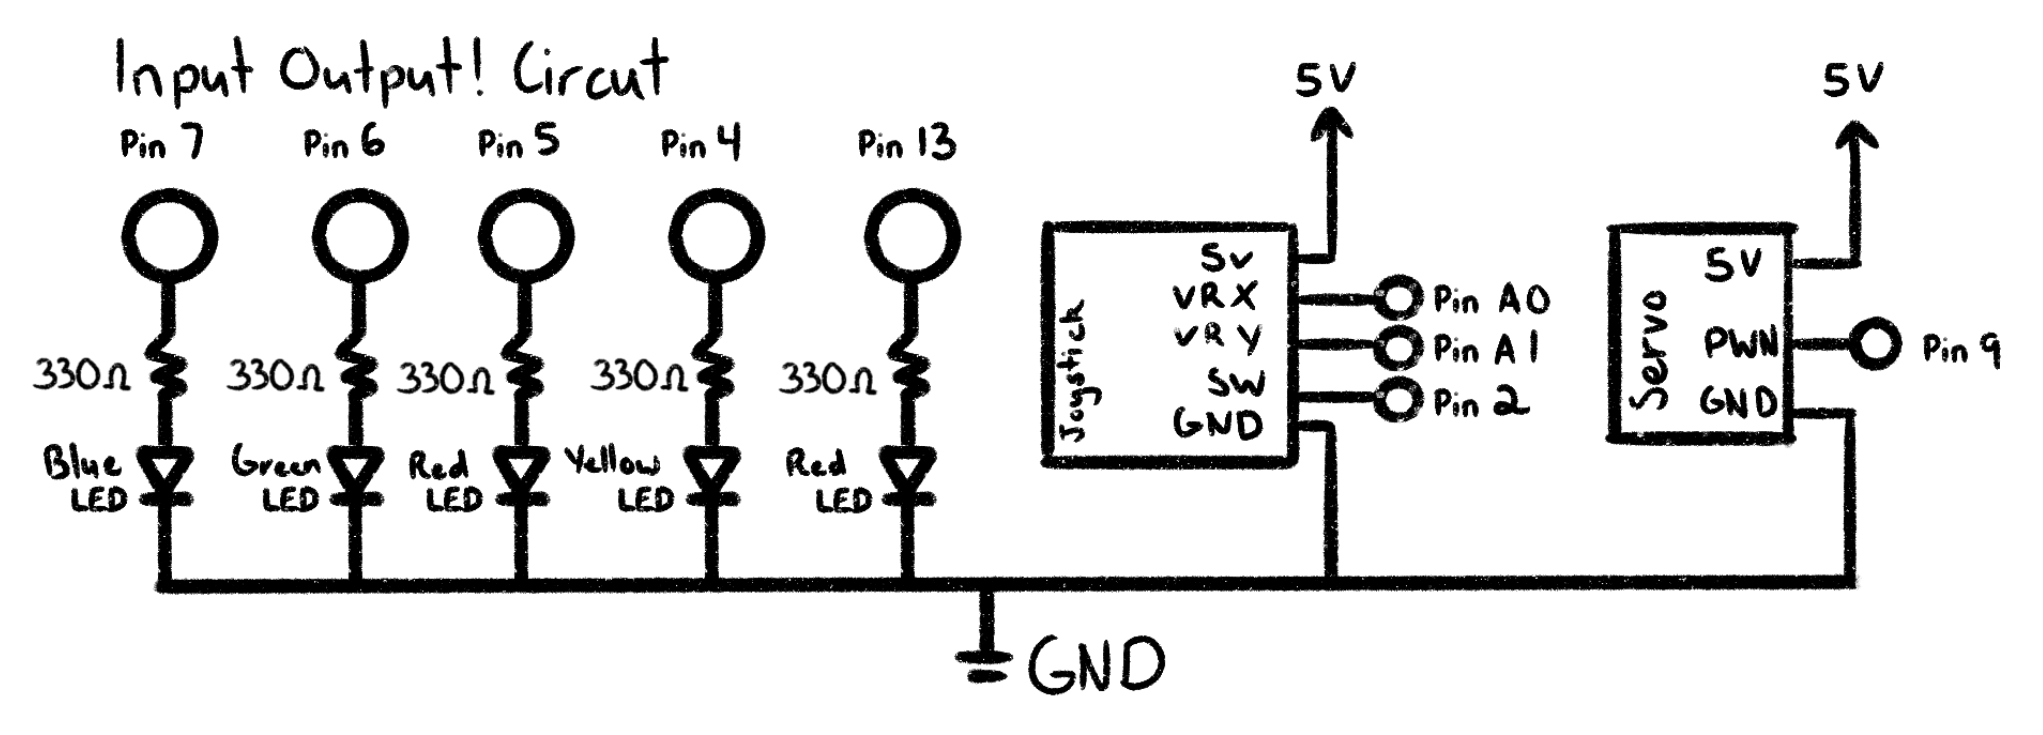 Input Output! Circut
Pin 7
Pin 6
Pin 5
Pin 4
Pin 13
330Ω
330Ω
330Ω
330Ω
330Ω
Blue
LED
Green
LED
Red
LED
Yellow
LED
Red
LED
5V
Joystick
5v
VRX
VRY
SW
GND
Pin A0
Pin A1
Pin 2
5V
Servo
5V
PWN
GND
Pin 9
GND